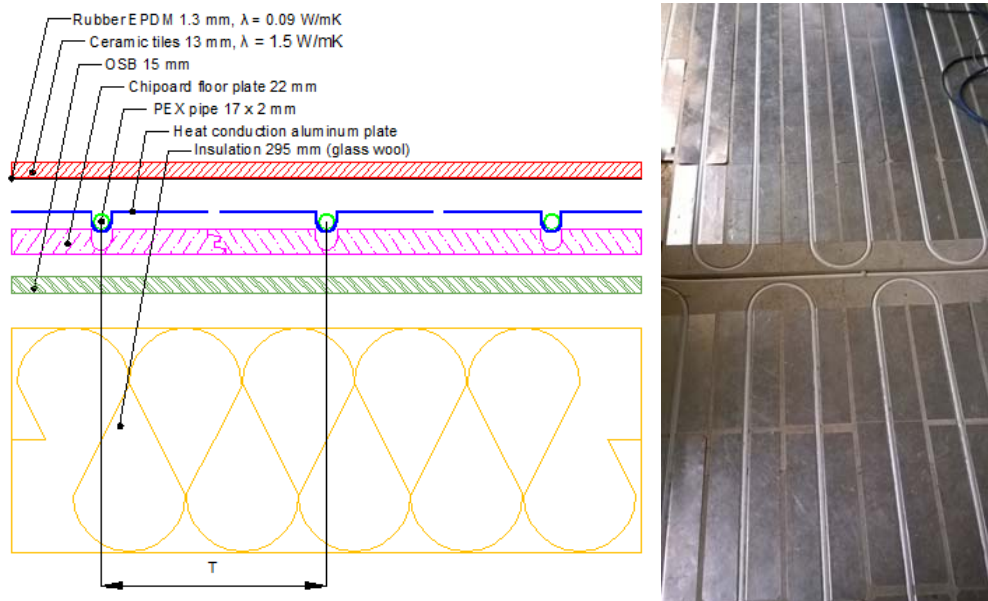 Rubber EPDM 1.3 mm, λ = 0.09 W/mK
Ceramic tiles 13 mm, λ = 1.5 W/mK
OSB 15 mm
Chipoard floor plate 22 mm
PEX pipe 17 x 2 mm
Heat conduction aluminum plate
Insulation 295 mm (glass wool)
T